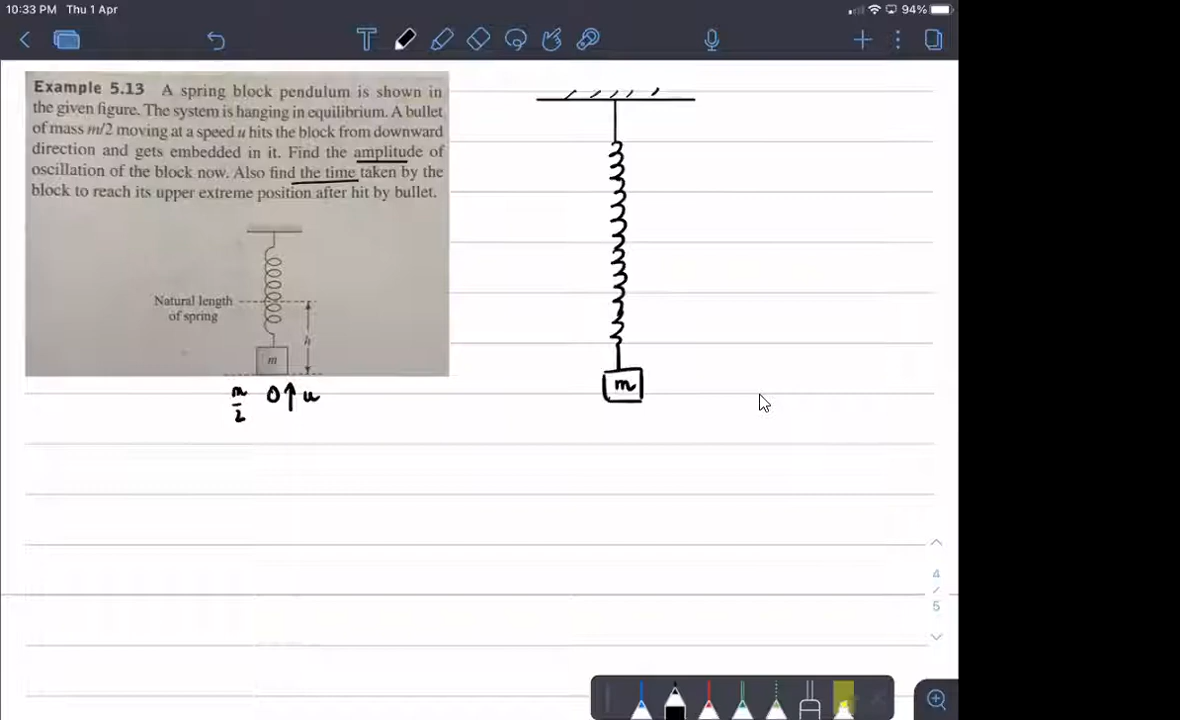 10:33 PM Thu 1 Apr
94%
Example 5.13 A spring block pendulum is shown in
the given figure. The system is hanging in equilibrium. A bullet
of mass m/2 moving at a speed u hits the block from downward
direction and gets embedded in it. Find the amplitude of
oscillation of the block now. Also find the time taken by the
block to reach its upper extreme position after hit by bullet.
Natural length
of spring
h
m
m/2 u
m
4
/
5